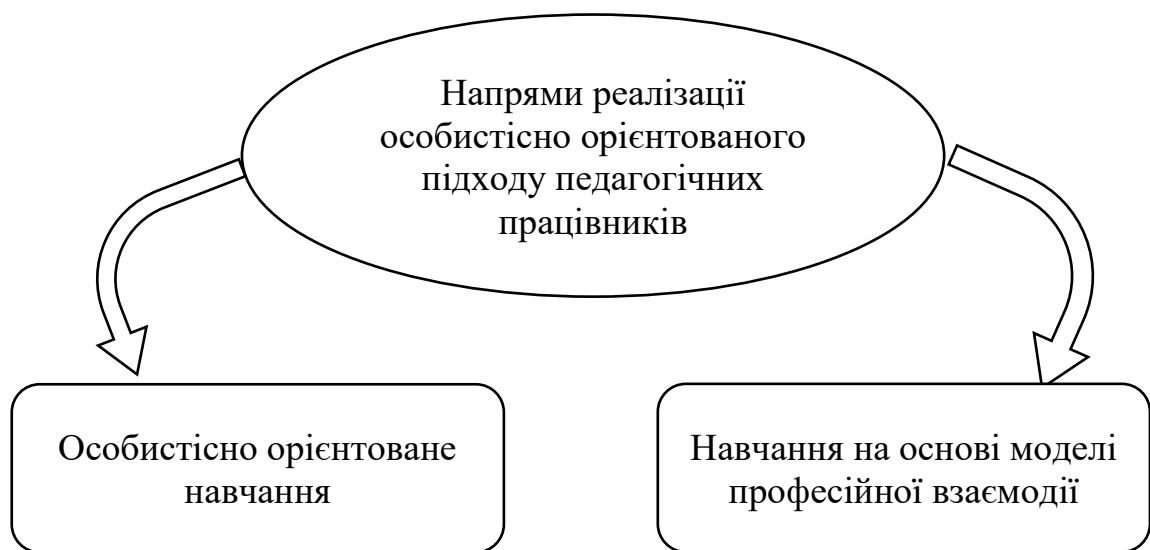 Напрями реалізації
особистісно орієнтованого
підходу педагогічних
працівників
Особистісно орієнтоване
навчання
Навчання на основі моделі
професійної взаємодії